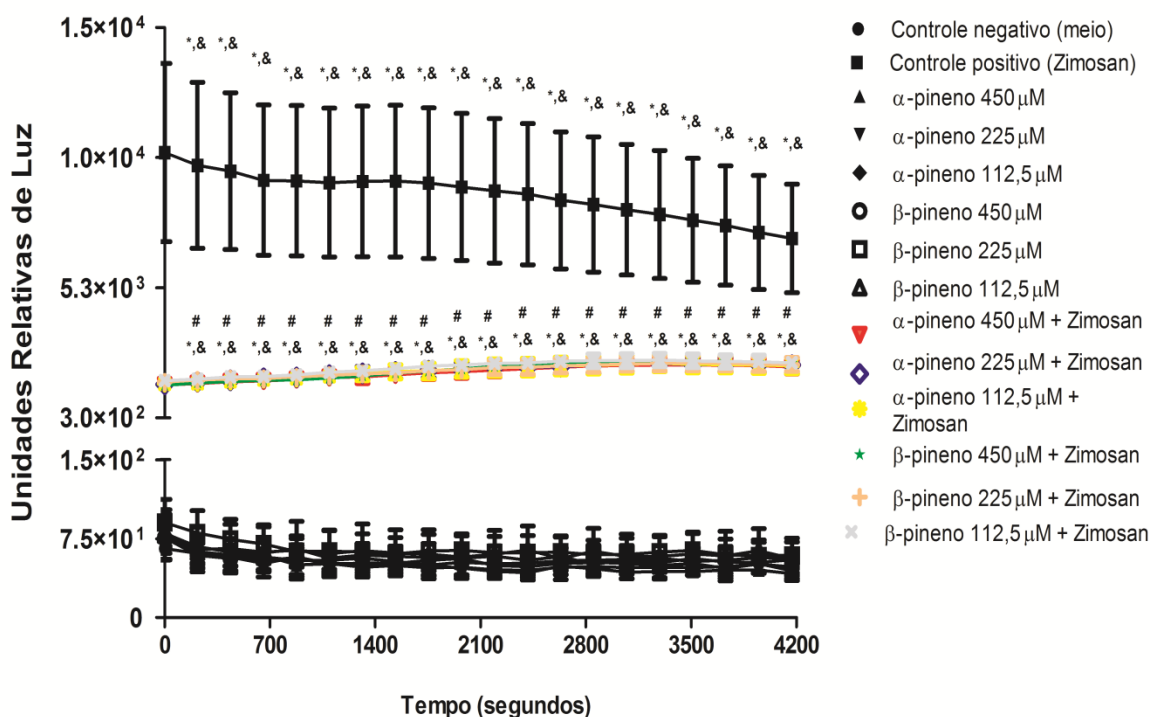 Unidades Relativas de Luz
1.5×10⁴
1.0×10⁴
5.3×10³
3.0×10²
1.5×10²
7.5×10¹
0
*,& *,& *,& *,& *,& *,& *,& *,& *,& *,& *,& *,& *,& *,& *,& *,& *,& *,& *,&
# # # # # # # # # # # # # # # # # # #
*,& *,& *,& *,& *,& *,& *,& *,& *,& *,& *,& *,& *,& *,& *,& *,& *,& *,& *,&
0 700 1400 2100 2800 3500 4200
Tempo (segundos)
Controle negativo (meio)
Controle positivo (Zimosan)
α-pineno 450 μM
α-pineno 225 μM
α-pineno 112,5 μM
β-pineno 450 μM
β-pineno 225 μM
β-pineno 112,5 μM
α-pineno 450 μM + Zimosan
α-pineno 225 μM + Zimosan
α-pineno 112,5 μM +
Zimosan
β-pineno 450 μM + Zimosan
β-pineno 225 μM + Zimosan
β-pineno 112,5 μM + Zimosan